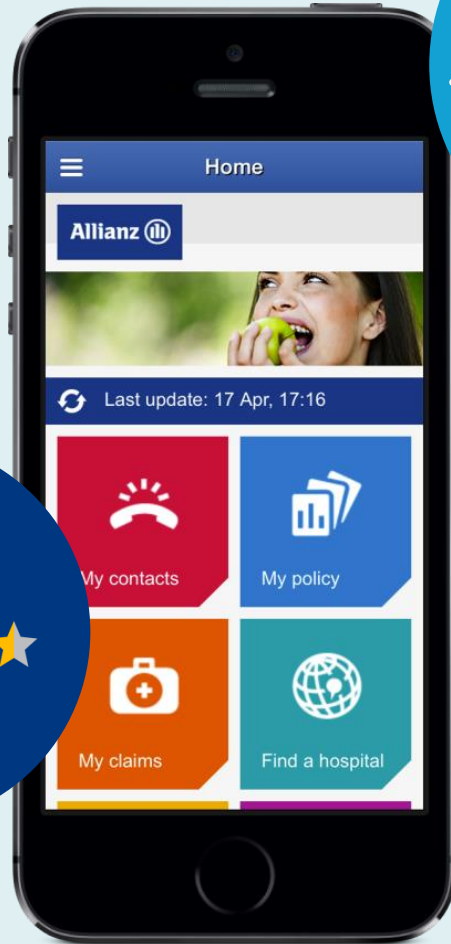 Home
Allianz
Last update: 17 Apr, 17:16
My contacts
My policy
My claims
Find a hospital